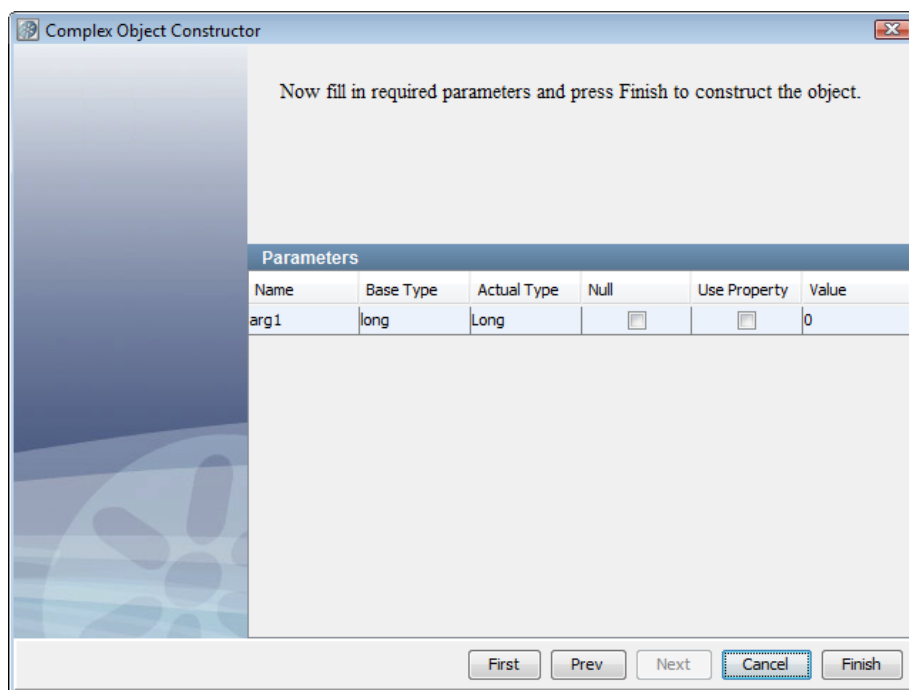 Complex Object Constructor
Now fill in required parameters and press Finish to construct the object.
Parameters
Name Base Type Actual Type Null Use Property Value
arg1 long Long 0
First Prev Next Cancel Finish